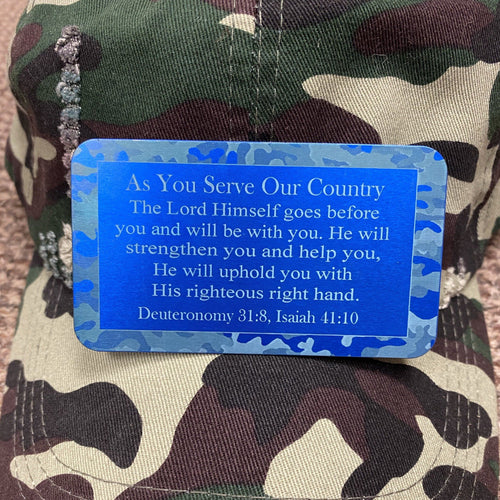 As You Serve Our Country
The Lord Himself goes before
you and will be with you. He will
strengthen you and help you,
He will uphold you with
His righteous right hand.
Deuteronomy 31:8, Isaiah 41:10